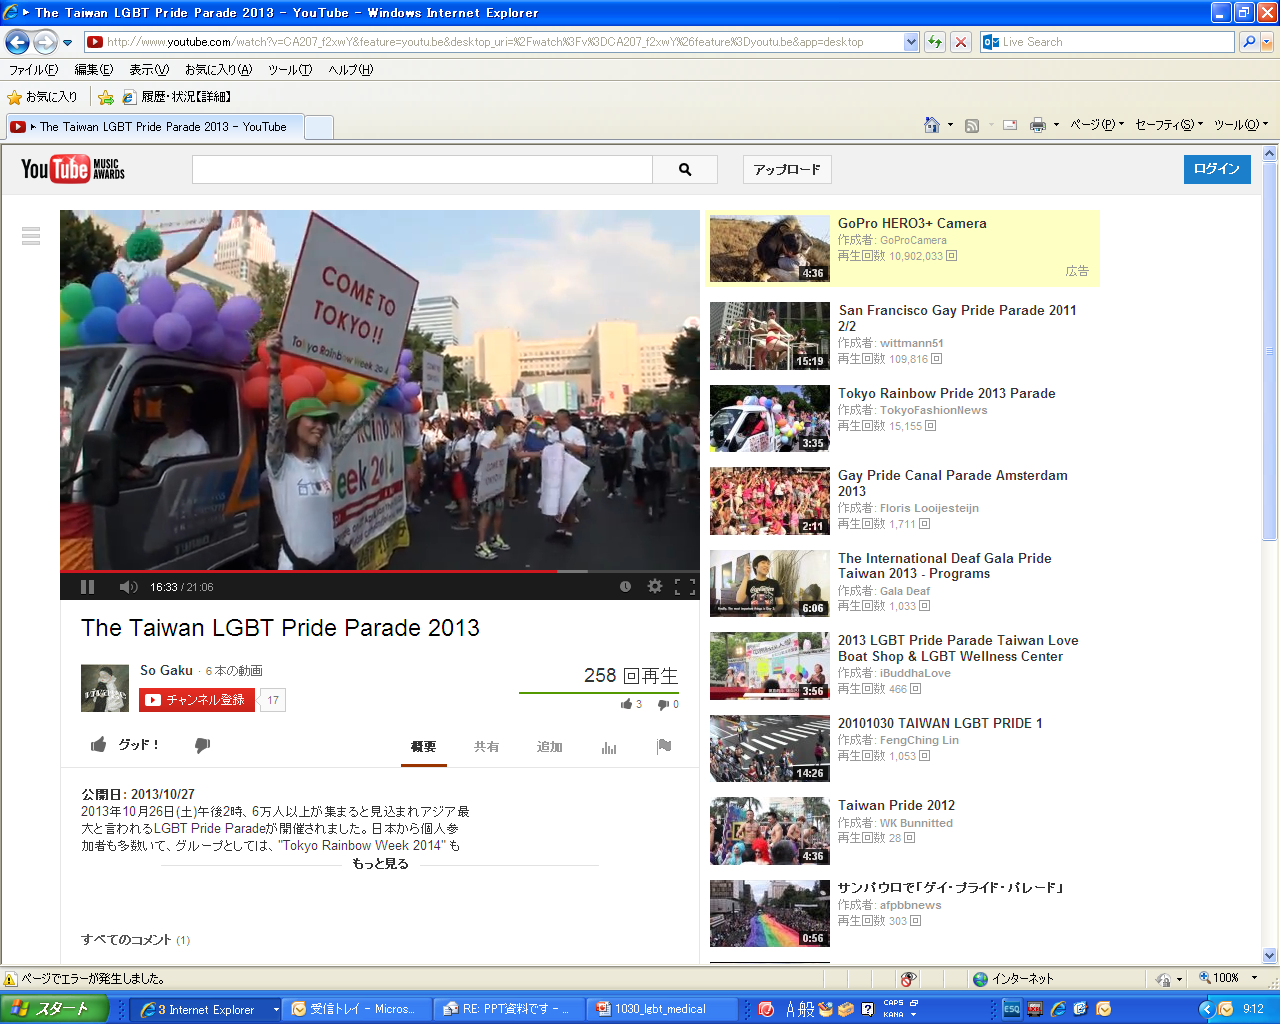 The Taiwan LGBT Pride Parade 2013 - YouTube - Windows Internet Explorer
http://www.youtube.com/watch?v=CA207_f2xwY&feature=youtu.be&desktop_uri=%2Fwatch%3Fv%3DCA207_f2xwY%26feature%3Dyoutu.be&app=desktop
Live Search
ファイル(F) 編集(E) 表示(V) お気に入り(A) ツール(T) ヘルプ(H)
お気に入り 履歴・状況【詳細】
The Taiwan LGBT Pride Parade 2013 - YouTube
ページ(P) セーフティ(S) ツール(O)
YouTube MUSIC AWARDS
アップロード
ログイン
COME TO
TOKYO!!
Tokyo Rainbow Week 2014
Rainbow
Week 2014
COME TO
TOKYO
16:33 / 21:06
The Taiwan LGBT Pride Parade 2013
So Gaku · 6 本の動画
チャンネル登録 17
258 回再生
3 0
グッド！
概要 共有 追加
公開日: 2013/10/27
2013年10月26日(土)午後2時、6万人以上が集まると見込まれアジア最
大と言われるLGBT Pride Paradeが開催されました。日本から個人参
加者も多数いて、グループとしては、"Tokyo Rainbow Week 2014" も
もっと見る
すべてのコメント (1)
GoPro HERO3+ Camera
作成者: GoProCamera
再生回数 10,902,033 回
広告
4:36
San Francisco Gay Pride Parade 2011
2/2
作成者: wittmann51
再生回数 109,816 回
15:19
Tokyo Rainbow Pride 2013 Parade
作成者: TokyoFashionNews
再生回数 15,155 回
3:35
Gay Pride Canal Parade Amsterdam
2013
作成者: Floris Looijesteijn
再生回数 1,711 回
2:11
The International Deaf Gala Pride
Taiwan 2013 - Programs
作成者: Gala Deaf
再生回数 1,033 回
6:06
2013 LGBT Pride Parade Taiwan Love
Boat Shop & LGBT Wellness Center
作成者: iBuddhaLove
再生回数 466 回
3:56
20101030 TAIWAN LGBT PRIDE 1
作成者: FengChing Lin
再生回数 1,053 回
14:26
Taiwan Pride 2012
作成者: WK Bunnitted
再生回数 28 回
4:36
サンパウロで「ゲイ・プライド・パレード」
作成者: afpbbnews
再生回数 303 回
0:56
ページでエラーが発生しました。
インターネット
100%
スタート
3 Internet Explorer
受信トレイ - Micros...
RE: PPT資料です - ...
1030_lgbt_medical
A 般
CAPS
KANA
ESQ
9:12